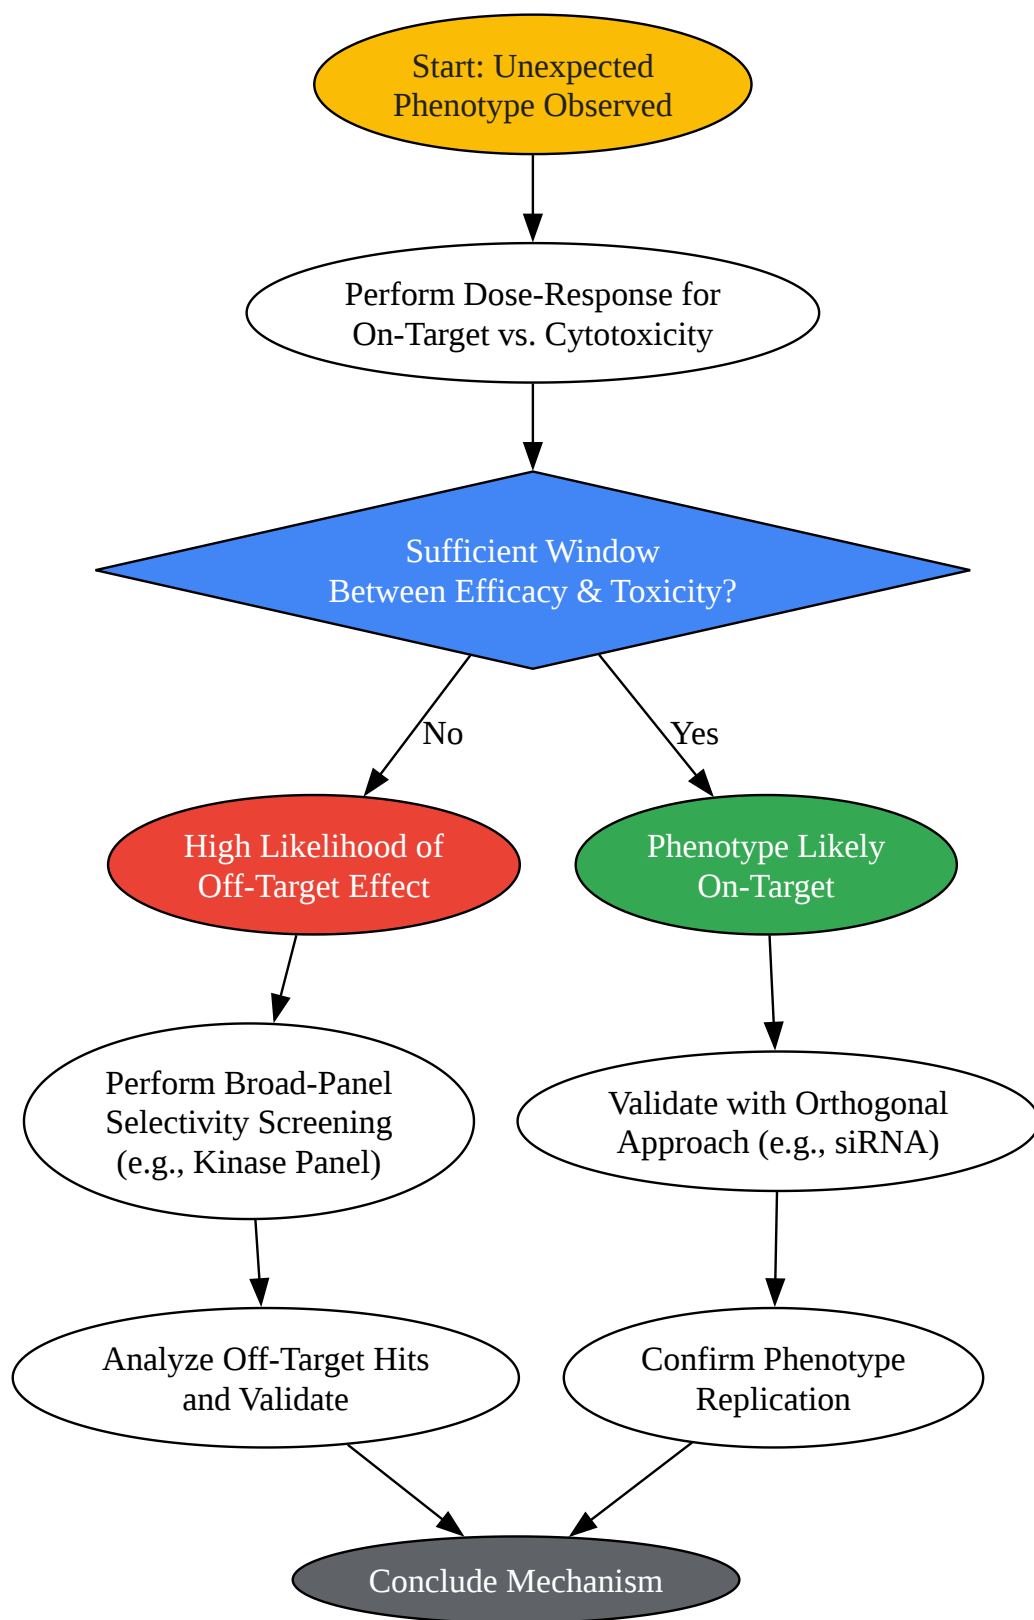 Start: Unexpected
Phenotype Observed
Perform Dose-Response for
On-Target vs. Cytotoxicity
Sufficient Window
Between Efficacy & Toxicity?
No
Yes
High Likelihood of
Off-Target Effect
Phenotype Likely
On-Target
Perform Broad-Panel
Selectivity Screening
(e.g., Kinase Panel)
Validate with Orthogonal
Approach (e.g., siRNA)
Analyze Off-Target Hits
and Validate
Confirm Phenotype
Replication
Conclude Mechanism